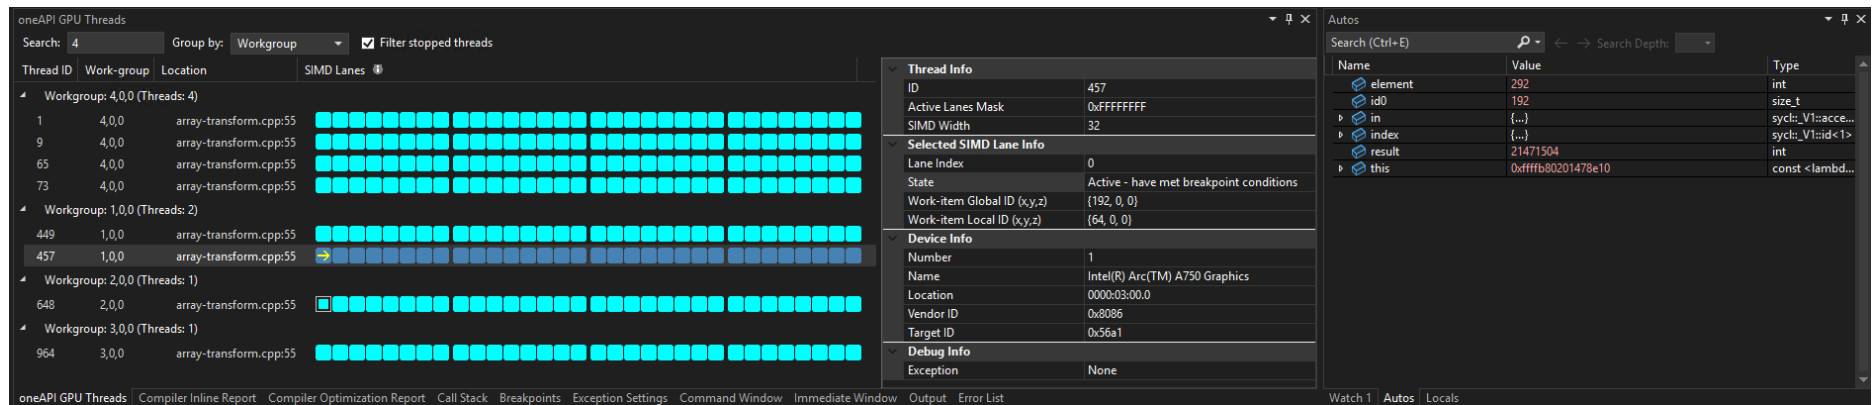 oneAPI GPU Threads
Search: 4 Group by: Workgroup Filter stopped threads
Thread ID Work-group Location SIMD Lanes
Workgroup: 4,0,0 (Threads: 4)
1 4,0,0 array-transform.cpp:55
9 4,0,0 array-transform.cpp:55
65 4,0,0 array-transform.cpp:55
73 4,0,0 array-transform.cpp:55
Workgroup: 1,0,0 (Threads: 2)
449 1,0,0 array-transform.cpp:55
457 1,0,0 array-transform.cpp:55
Workgroup: 2,0,0 (Threads: 1)
648 2,0,0 array-transform.cpp:55
Workgroup: 3,0,0 (Threads: 1)
964 3,0,0 array-transform.cpp:55
Thread Info
ID 457
Active Lanes Mask 0xFFFFFFFF
SIMD Width 32
Selected SIMD Lane Info
Lane Index 0
State Active - have met breakpoint conditions
Work-item Global ID (x,y,z) {192, 0, 0}
Work-item Local ID (x,y,z) {64, 0, 0}
Device Info
Number 1
Name Intel(R) Arc(TM) A750 Graphics
Location 0000:03:00.0
Vendor ID 0x8086
Target ID 0x56a1
Debug Info
Exception None
oneAPI GPU Threads Compiler Inline Report Compiler Optimization Report Call Stack Breakpoints Exception Settings Command Window Immediate Window Output Error List
Autos
Search (Ctrl+E) Search Depth:
Name Value Type
element 292 int
id0 192 size_t
in {...} sycl::_V1::acce...
index {...} sycl::_V1::id<1>
result 21471504 int
this 0xffffb80201478e10 const <lambd...
Watch 1 Autos Locals